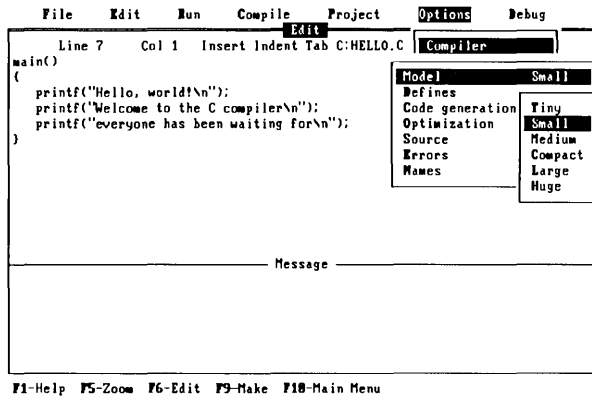 File Edit Run Compile Project Options Debug
Edit
Line 7 Col 1 Insert Indent Tab C:HELLO.C
Compiler
main()
{
printf("Hello, world!\n");
printf("Welcome to the C compiler\n");
printf("everyone has been waiting for\n");
}
Model Small
Defines
Code generation
Optimization
Source
Errors
Names
Tiny
Small
Medium
Compact
Large
Huge
Message
F1-Help F5-Zoom F6-Edit F9-Make F10-Main Menu